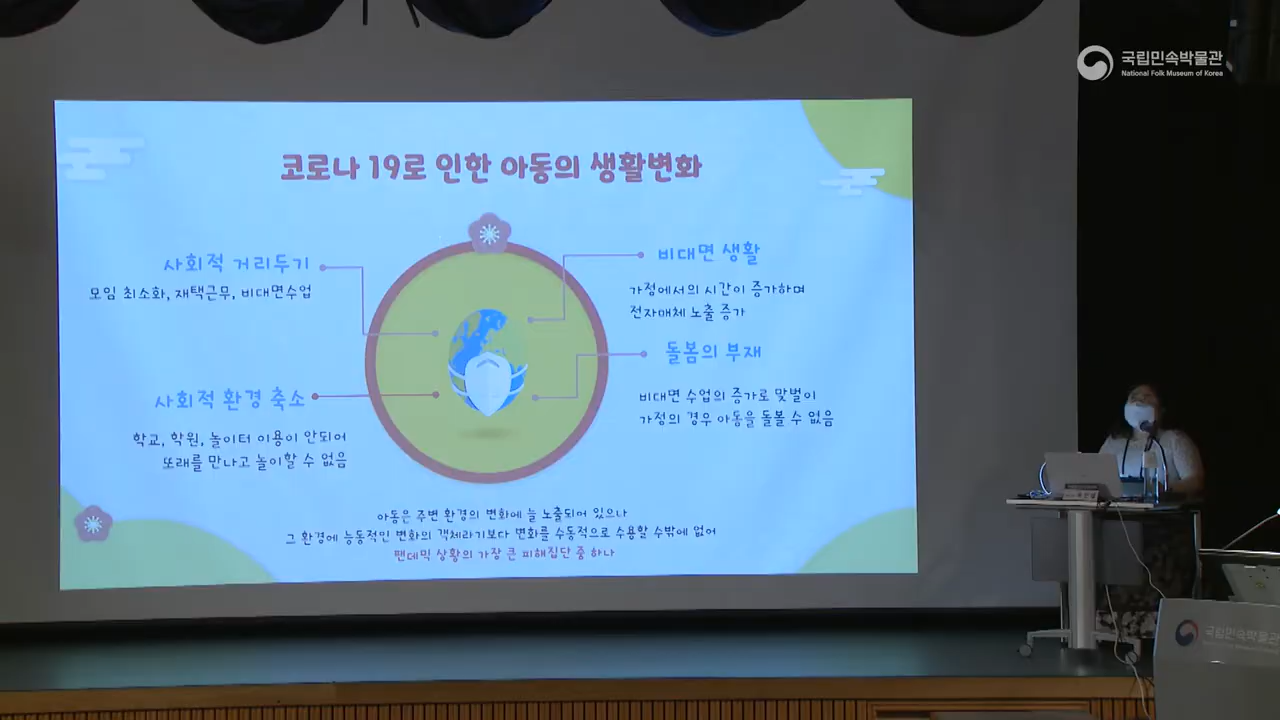 국립민속박물관
National Folk Museum of Korea
코로나 19로 인한 아동의 생활변화
사회적 거리두기
모임 최소화, 재택근무, 비대면수업
비대면 생활
가정에서의 시간이 증가하며
전자매체 노출 증가
돌봄의 부재
비대면 수업의 증가로 맞벌이
가정의 경우 아동을 돌볼 수 없음
사회적 환경 축소
학교, 학원, 놀이터 이용이 안되어
또래를 만나고 놀이할 수 없음
아동은 주변 환경의 변화에 늘 노출되어 있으나
그 환경에 능동적인 변화의 객체라기보다 변화를 수동적으로 수용할 수밖에 없어
팬데믹 상황의 가장 큰 피해집단 중 하나
국립민속박물관